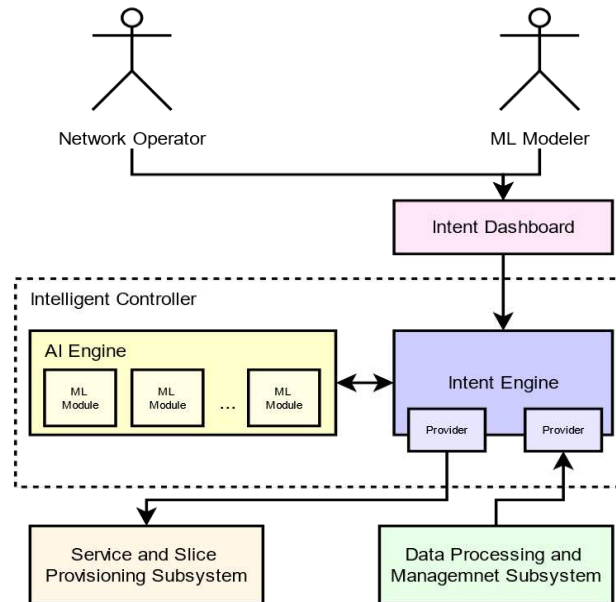 Network Operator
ML Modeler
Intent Dashboard
Intelligent Controller
AI Engine
ML
Module
ML
Module
...
ML
Module
Intent Engine
Provider
Provider
Service and Slice
Provisioning Subsystem
Data Processing and
Managemnet Subsystem